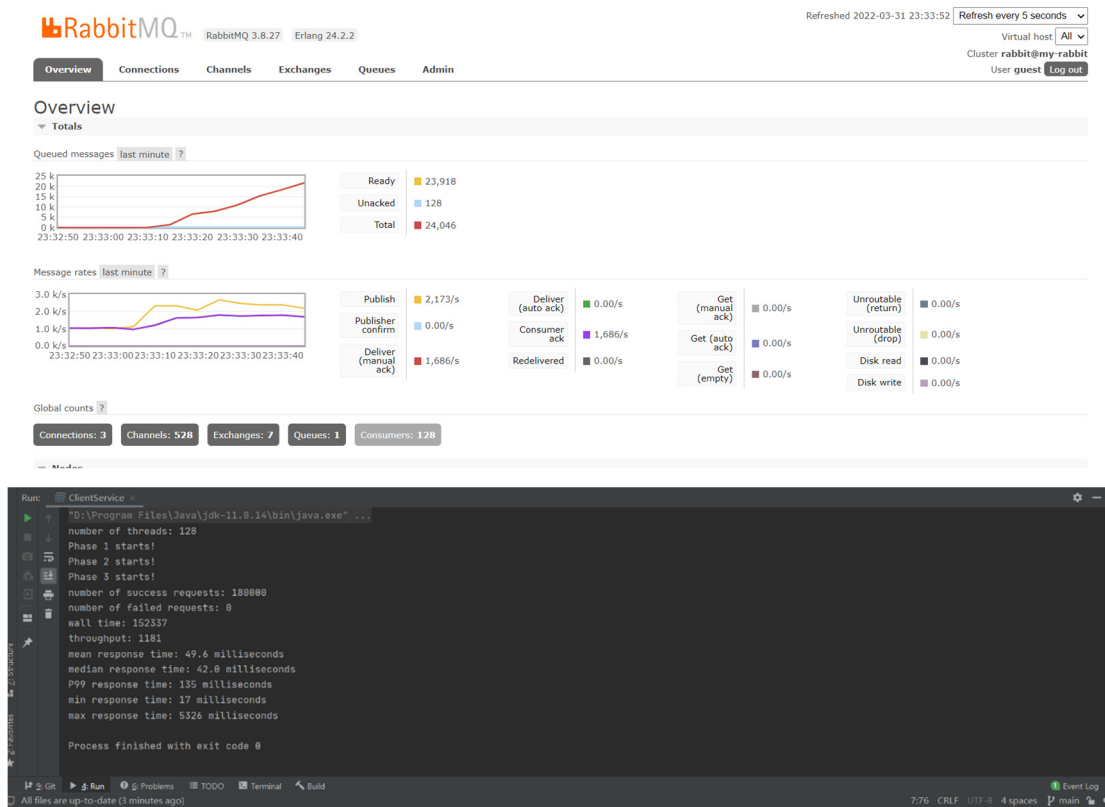 Refreshed 2022-03-31 23:33:52 Refresh every 5 seconds
RabbitMQ TM RabbitMQ 3.8.27 Erlang 24.2.2
Virtual host All
Cluster rabbit@my-rabbit
User guest Log out
Overview Connections Channels Exchanges Queues Admin
Overview
Totals
Queued messages last minute ?
25 k
20 k
15 k
10 k
5 k
0 k
23:32:50 23:33:00 23:33:10 23:33:20 23:33:30 23:33:40
Ready 23,918
Unacked 128
Total 24,046
Message rates last minute ?
3.0 k/s
2.0 k/s
1.0 k/s
0.0 k/s
23:32:50 23:33:00 23:33:10 23:33:20 23:33:30 23:33:40
Publish 2,173/s
Publisher confirm 0.00/s
Deliver (manual ack) 1,686/s
Deliver (auto ack) 0.00/s
Consumer ack 1,686/s
Redelivered 0.00/s
Get (manual ack) 0.00/s
Get (auto ack) 0.00/s
Get (empty) 0.00/s
Unroutable (return) 0.00/s
Unroutable (drop) 0.00/s
Disk read 0.00/s
Disk write 0.00/s
Global counts ?
Connections: 3 Channels: 528 Exchanges: 7 Queues: 1 Consumers: 128
Nodes
Run: ClientService
"D:\Program Files\Java\jdk-11.0.14\bin\java.exe" ...
number of threads: 128
Phase 1 starts!
Phase 2 starts!
Phase 3 starts!
number of success requests: 180000
number of failed requests: 0
wall time: 152337
throughput: 1181
mean response time: 49.6 milliseconds
median response time: 42.0 milliseconds
P99 response time: 135 milliseconds
min response time: 17 milliseconds
max response time: 5326 milliseconds
Process finished with exit code 0
Structure
Favorites
9: Git 4: Run 6: Problems TODO Terminal Build 1 Event Log
All files are up-to-date (3 minutes ago) 7:76 CRLF UTF-8 4 spaces main